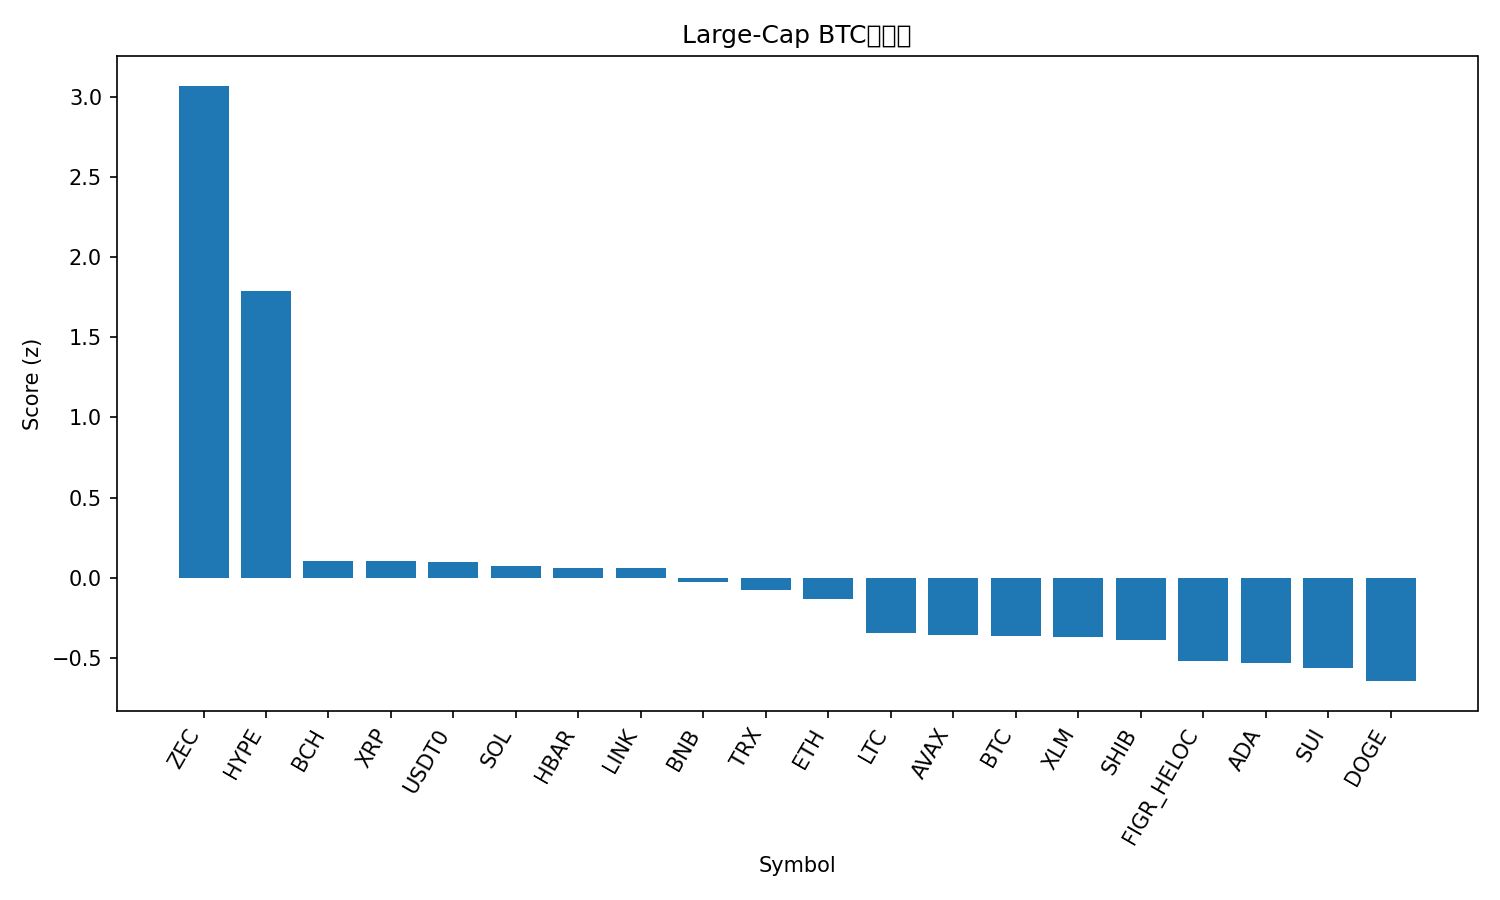 Large-Cap BTC
3.0
2.5
2.0
1.5
1.0
0.5
0.0
−0.5
Score (z)
ZEC
HYPE
BCH
XRP
USDT0
SOL
HBAR
LINK
BNB
TRX
ETH
LTC
AVAX
BTC
XLM
SHIB
FIGR_HELOC
ADA
SUI
DOGE
Symbol